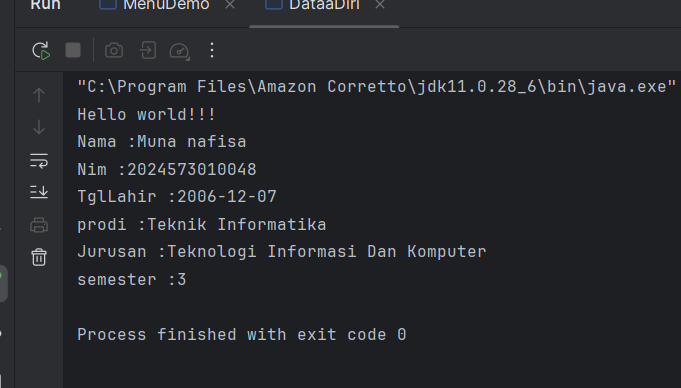 Run MenuDemo × DataaDiri ×
"C:\Program Files\Amazon Corretto\jdk11.0.28_6\bin\java.exe"
Hello world!!!
Nama :Muna nafisa
Nim :2024573010048
TglLahir :2006-12-07
prodi :Teknik Informatika
Jurusan :Teknologi Informasi Dan Komputer
semester :3
Process finished with exit code 0